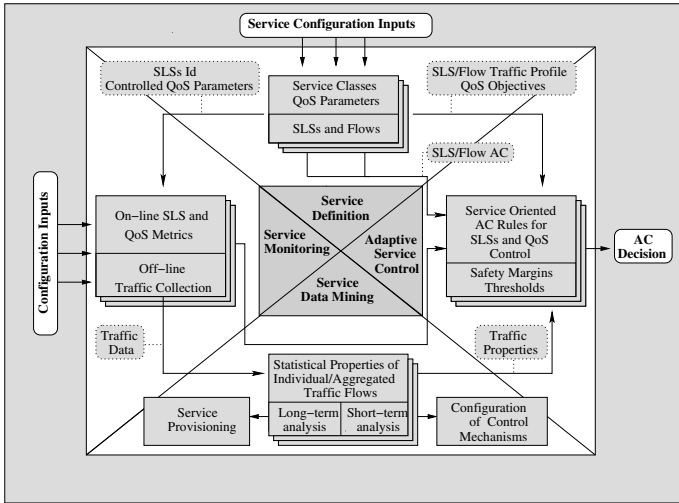 Service Configuration Inputs
SLSs Id
Controlled QoS Parameters
Service Classes
QoS Parameters
SLSs and Flows
SLS/Flow Traffic Profile
QoS Objectives
SLS/Flow AC
Configuration Inputs
On-line SLS and
QoS Metrics
Off-line
Traffic Collection
Service
Definition
Service
Monitoring
Adaptive
Service
Control
Service
Data Mining
Service Oriented
AC Rules for
SLSs and QoS
Control
Safety Margins
Thresholds
AC
Decision
Traffic
Data
Statistical Properties of
Individual/Aggregated
Traffic Flows
Long-term
analysis
Short-term
analysis
Traffic
Properties
Service
Provisioning
Configuration
of Control
Mechanisms